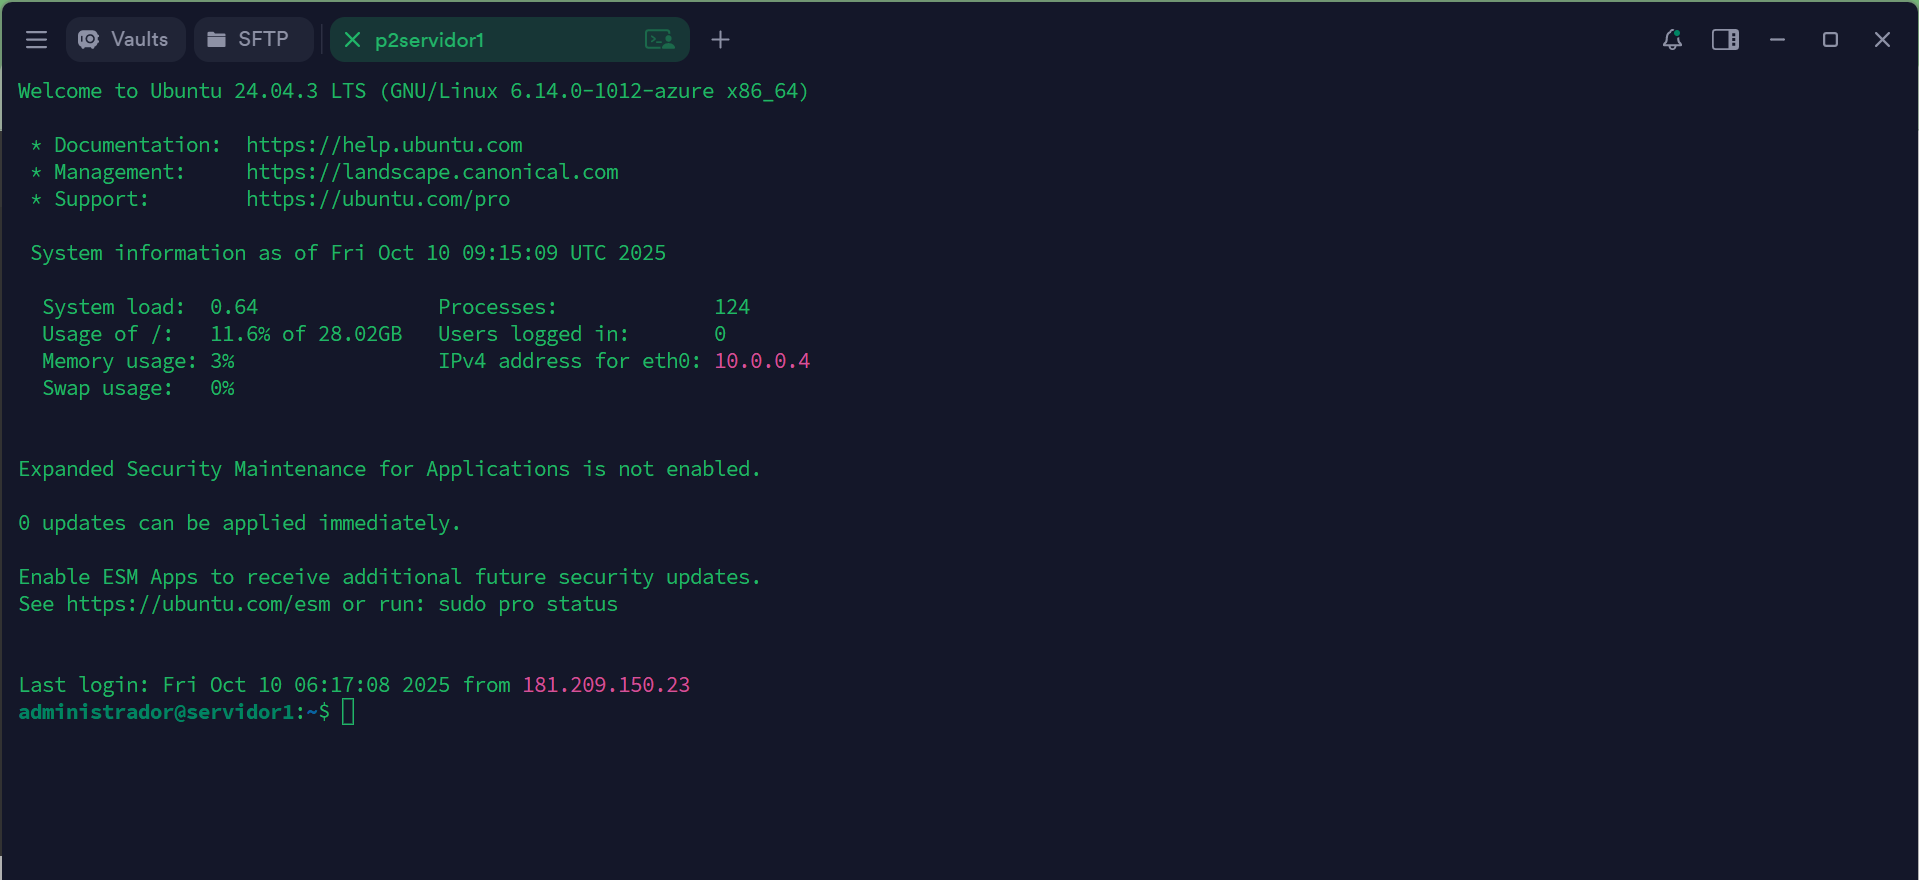 Vaults SFTP p2servidor1
Welcome to Ubuntu 24.04.3 LTS (GNU/Linux 6.14.0-1012-azure x86_64)
* Documentation: https://help.ubuntu.com
* Management: https://landscape.canonical.com
* Support: https://ubuntu.com/pro
System information as of Fri Oct 10 09:15:09 UTC 2025
System load: 0.64 Processes: 124
Usage of /: 11.6% of 28.02GB Users logged in: 0
Memory usage: 3% IPv4 address for eth0: 10.0.0.4
Swap usage: 0%
Expanded Security Maintenance for Applications is not enabled.
0 updates can be applied immediately.
Enable ESM Apps to receive additional future security updates.
See https://ubuntu.com/esm or run: sudo pro status
Last login: Fri Oct 10 06:17:08 2025 from 181.209.150.23
administrador@servidor1:~$